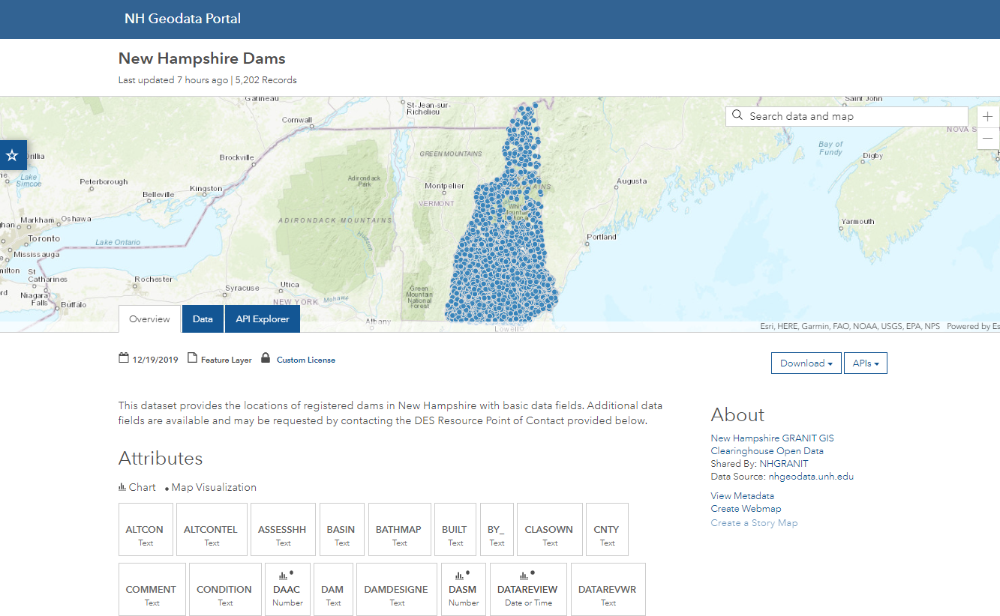 NH Geodata Portal
New Hampshire Dams
Last updated 7 hours ago | 5,202 Records
Gatineau
St-Jean-sur-
Richelieu
Saint John
Cornwall
Search data and map
+
NOVA S
−
Bay of
Fundy
Digby
GREEN MOUNTAINS
Brockville
Lake
Simcoe
Peterborough
Adirondack
Park
Montpelier
Augusta
Kingston
Belleville
VERMONT
Markham
Oshawa
ADIRONDACK MOUNTAINS
Yarmouth
Toronto
Lake Ontario
Hudson
Portland
Mississauga
St
Catharines
Rochester
Syracuse
Utica
Green
Mountain
National
Forest
Niagara
Falls
Buffalo
NEW YORK
Mohawk
Albany
Lowell
Overview
Data
API Explorer
Esri, HERE, Garmin, FAO, NOAA, USGS, EPA, NPS Powered by Es
12/19/2019 Feature Layer Custom License
Download
APIs
This dataset provides the locations of registered dams in New Hampshire with basic data fields. Additional data
fields are available and may be requested by contacting the DES Resource Point of Contact provided below.
Attributes
Chart Map Visualization
ALTCON
Text
ALTCONTEL
Text
ASSESSHH
Text
BASIN
Text
BATHMAP
Text
BUILT
Text
BY_
Text
CLASOWN
Text
CNTY
Text
COMMENT
Text
CONDITION
Text
DAAC
Number
DAM
Text
DAMDESIGNE
Text
DASM
Number
DATAREVIEW
Date or Time
DATAREVWR
Text
About
New Hampshire GRANIT GIS
Clearinghouse Open Data
Shared By: NHGRANIT
Data Source: nhgeodata.unh.edu
View Metadata
Create Webmap
Create a Story Map